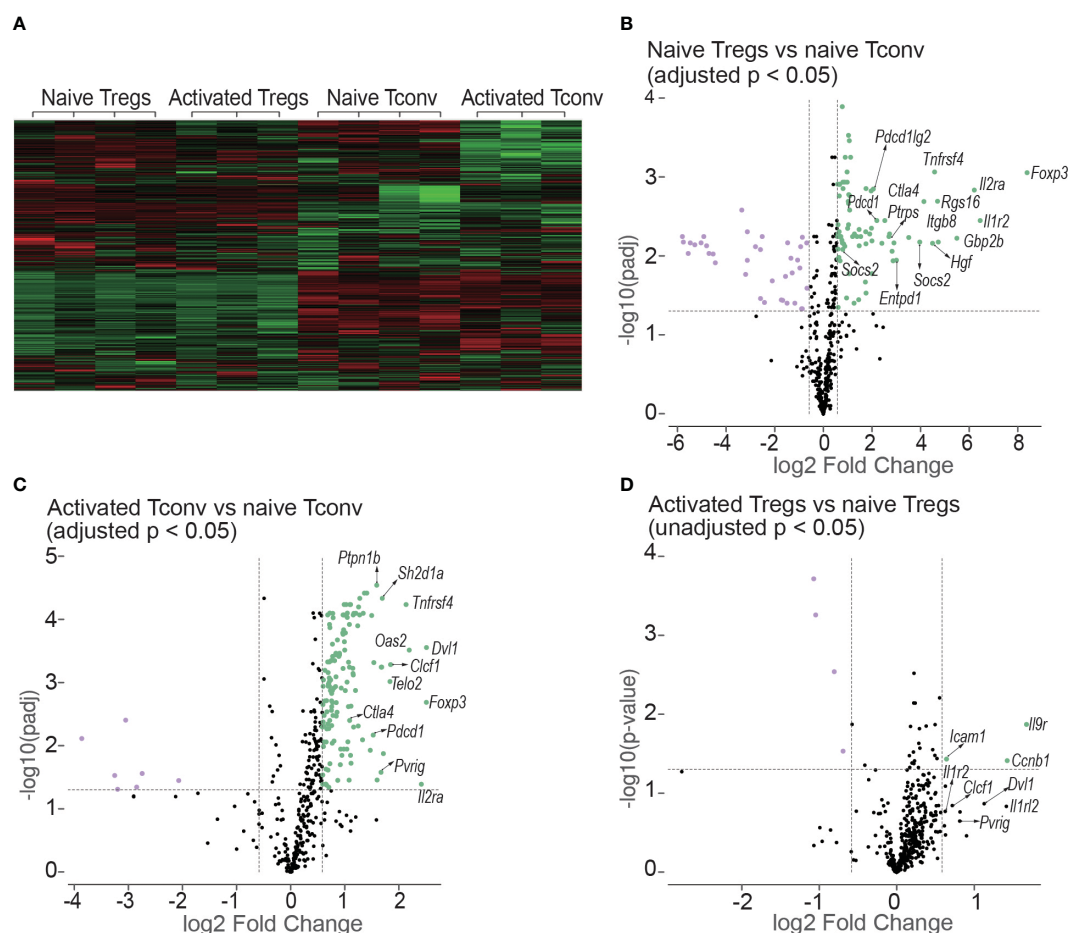 A
Naive Tregs Activated Tregs Naive Tconv Activated Tconv
B
Naive Tregs vs naive Tconv
(adjusted p < 0.05)
-log10(padj)
4
3
2
1
0
Pdcd1lg2
Tnfrsf4
Foxp3
Ctla4
Il2ra
Pdcd1
Rgs16
Ptrps
Itgb8
Il1r2
Gbp2b
Socs2
Hgf
Socs2
Entpd1
-6 -4 -2 0 2 4 6 8
log2 Fold Change
C
Activated Tconv vs naive Tconv
(adjusted p < 0.05)
-log10(padj)
5
4
3
2
1
0
Ptpn1b
Sh2d1a
Tnfrsf4
Oas2
Dvl1
Clcf1
Telo2
Foxp3
Ctla4
Pdcd1
Pvrig
Il2ra
-4 -3 -2 -1 0 1 2
log2 Fold Change
D
Activated Tregs vs naive Tregs
(unadjusted p < 0.05)
-log10(p-value)
4
3
2
1
0
Il9r
Icam1
Ccnb1
Il1r2
Clcf1
Dvl1
Il1rl2
Pvrig
-2 -1 0 1
log2 Fold Change